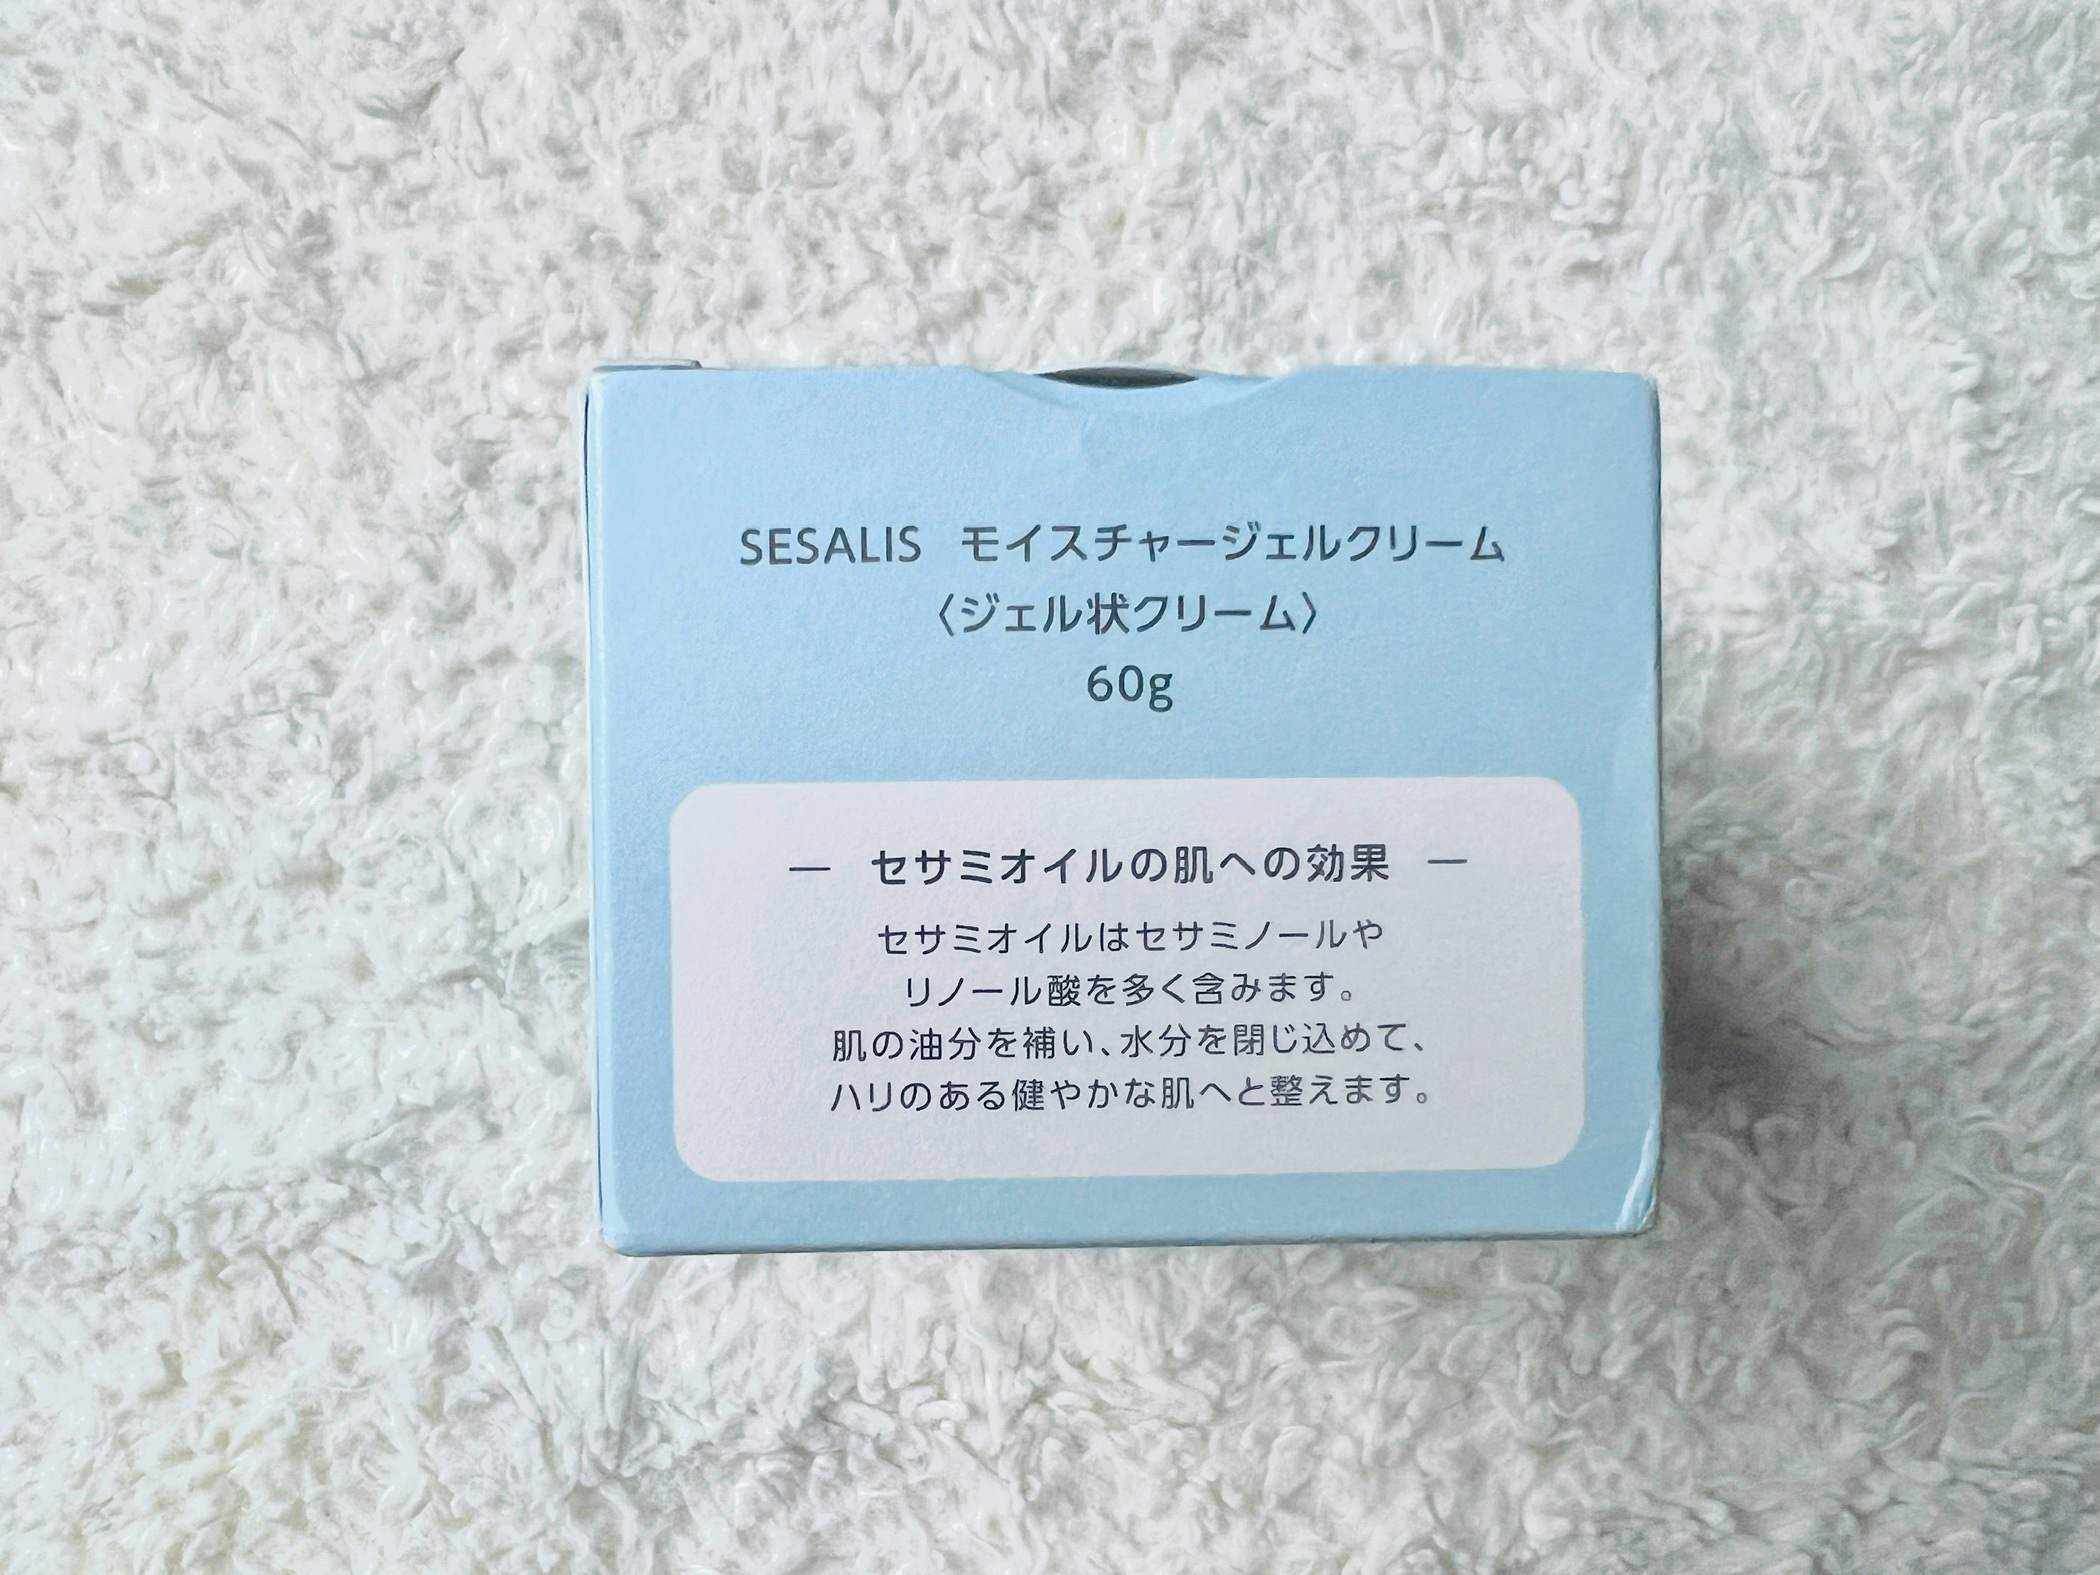 SESALIS モイスチャージェルクリーム
〈ジェル状クリーム〉
60g
― セサミオイルの肌への効果 ―
セサミオイルはセサミノールや
リノール酸を多く含みます。
肌の油分を補い、水分を閉じ込めて、
ハリのある健やかな肌へと整えます。